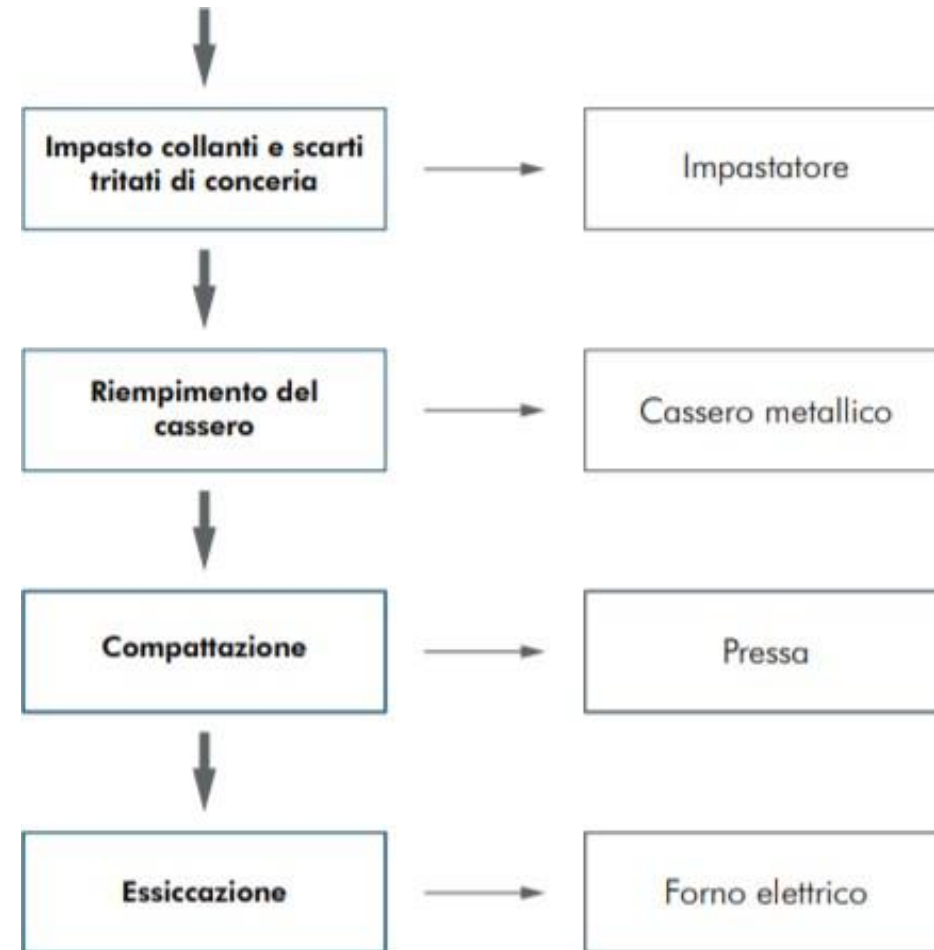 Impasto collanti e scarti
tritati di conceria
Impastatore
Riempimento del
cassero
Cassero metallico
Compattazione
Pressa
Essiccazione
Forno elettrico